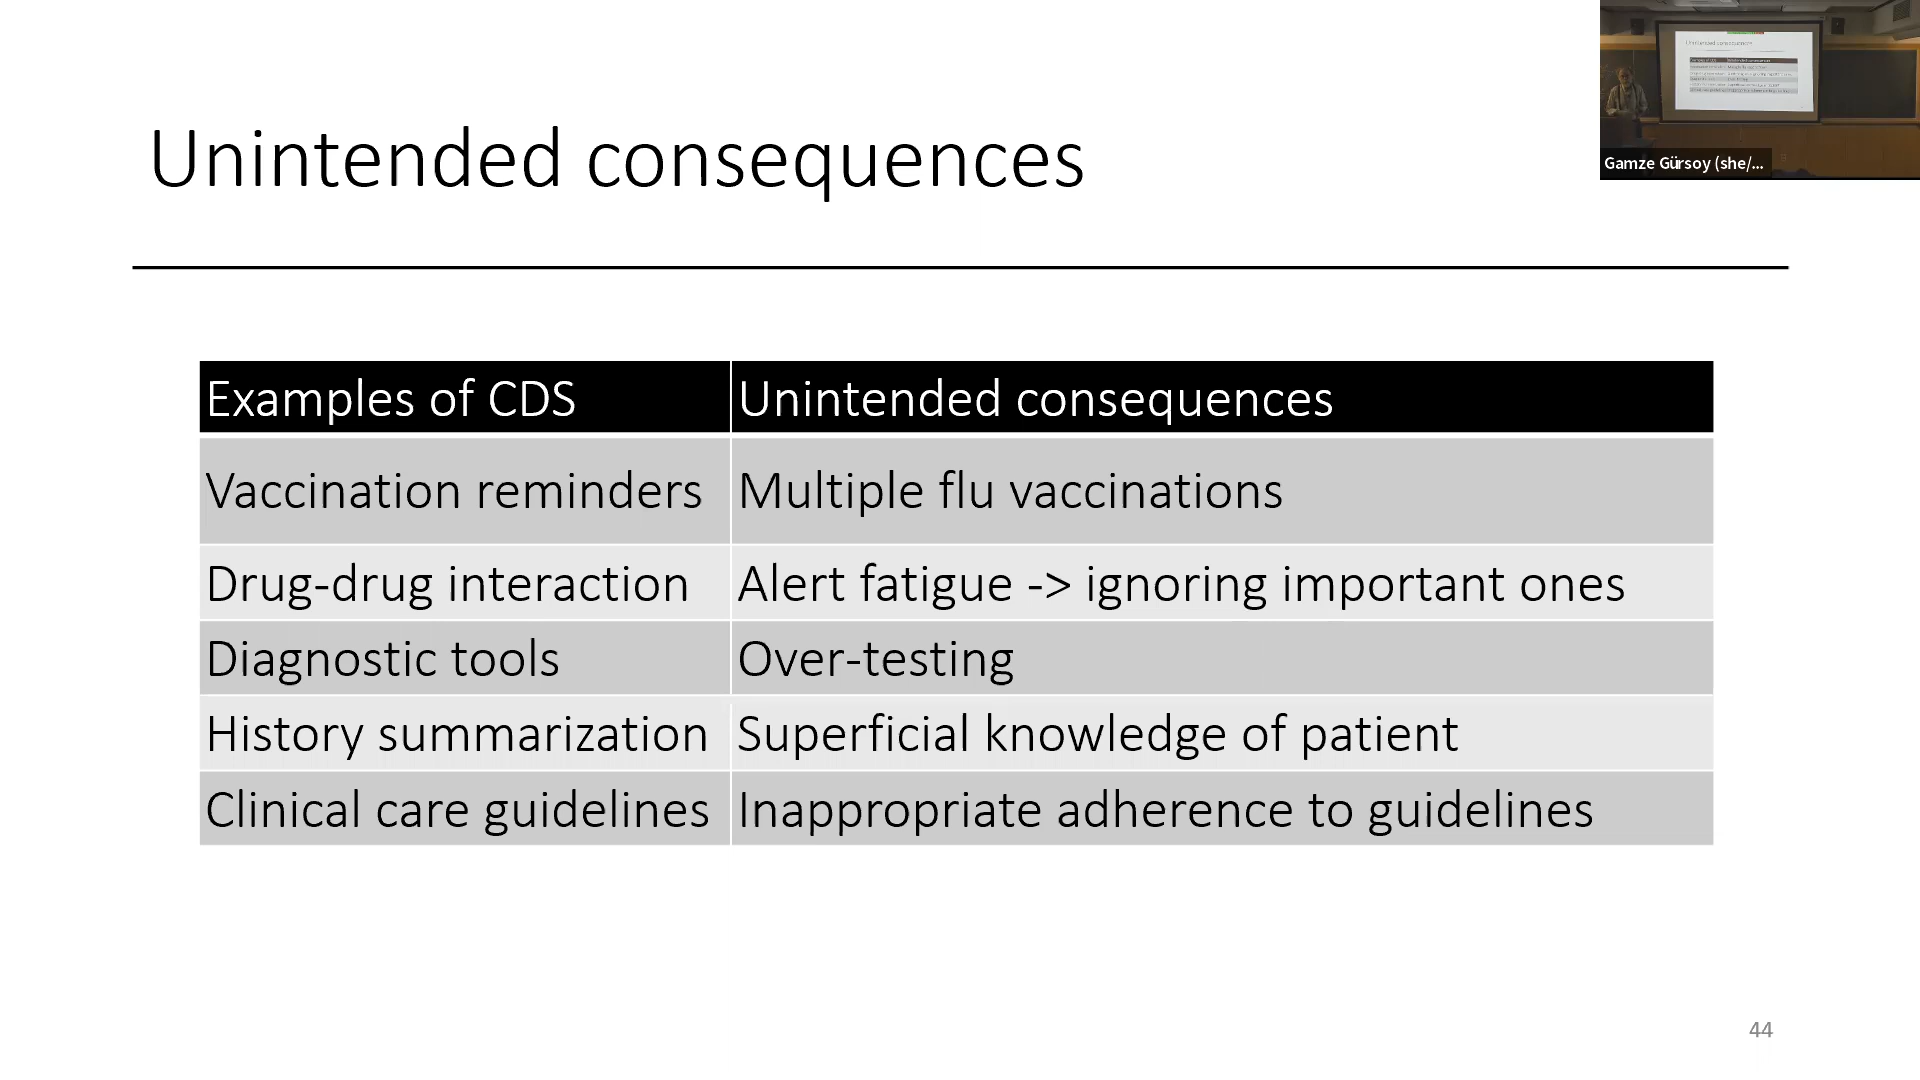 Unintended consequences
Gamze Gürsoy (she/...
Examples of CDS
Unintended consequences
Vaccination reminders
Multiple flu vaccinations
Drug-drug interaction
Alert fatigue -> ignoring important ones
Diagnostic tools
Over-testing
History summarization
Superficial knowledge of patient
Clinical care guidelines
Inappropriate adherence to guidelines
44